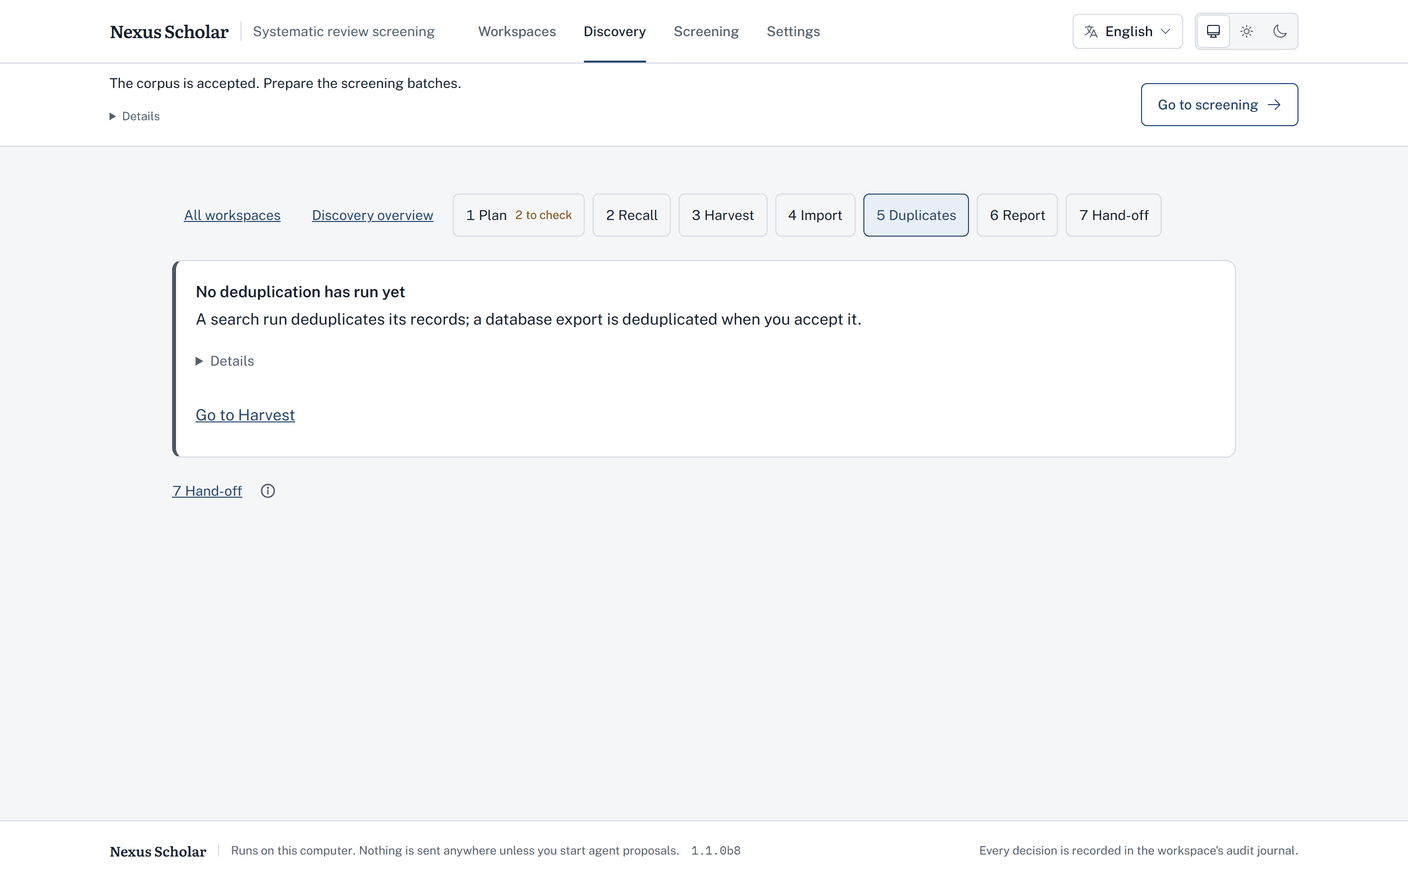 Nexus Scholar
Systematic review screening
Workspaces
Discovery
Screening
Settings
English
The corpus is accepted. Prepare the screening batches.
Details
Go to screening
All workspaces
Discovery overview
1 Plan 2 to check
2 Recall
3 Harvest
4 Import
5 Duplicates
6 Report
7 Hand-off
No deduplication has run yet
A search run deduplicates its records; a database export is deduplicated when you accept it.
Details
Go to Harvest
7 Hand-off
Nexus Scholar
Runs on this computer. Nothing is sent anywhere unless you start agent proposals.
1.1.0b8
Every decision is recorded in the workspace's audit journal.